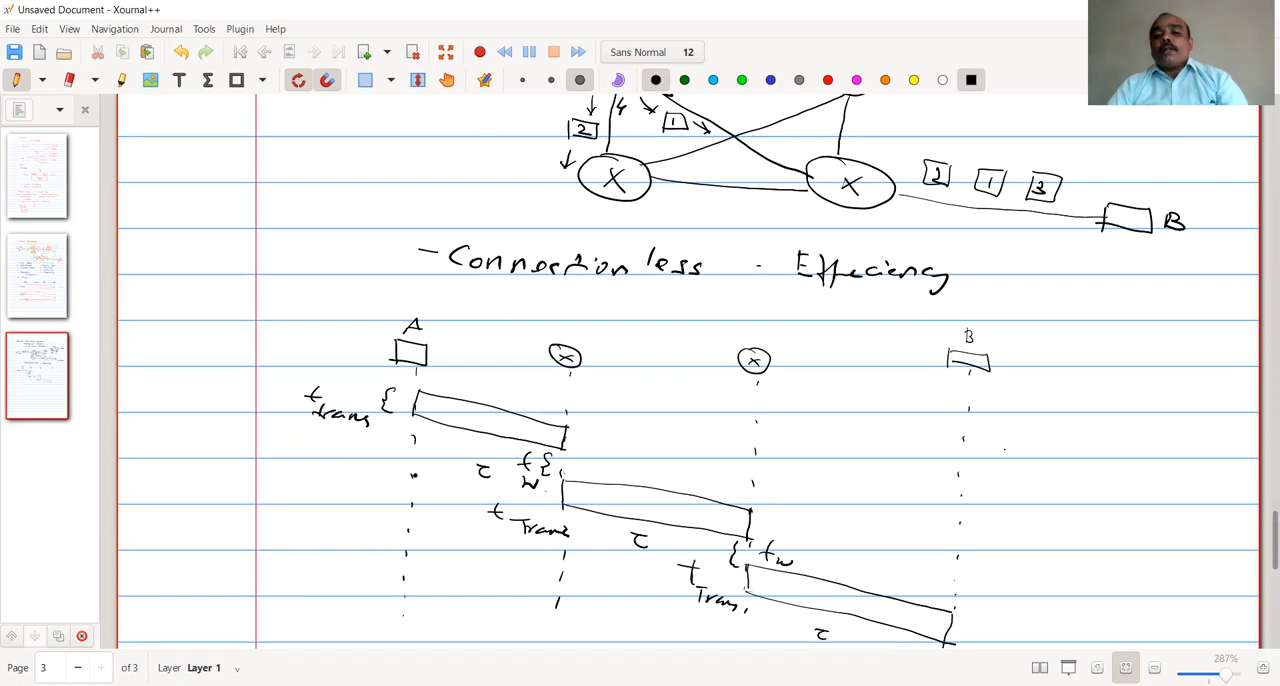 Unsaved Document - Xournal++
File Edit View Navigation Journal Tools Plugin Help
Sans Normal 12
4
2
1
X
X
2 1 3
B
- Connection less - Efficiency
A
B
X
X
t Trans
τ
t w
t Trans
τ
t w
t Trans.
τ
Page 3 of 3 Layer Layer 1
287%